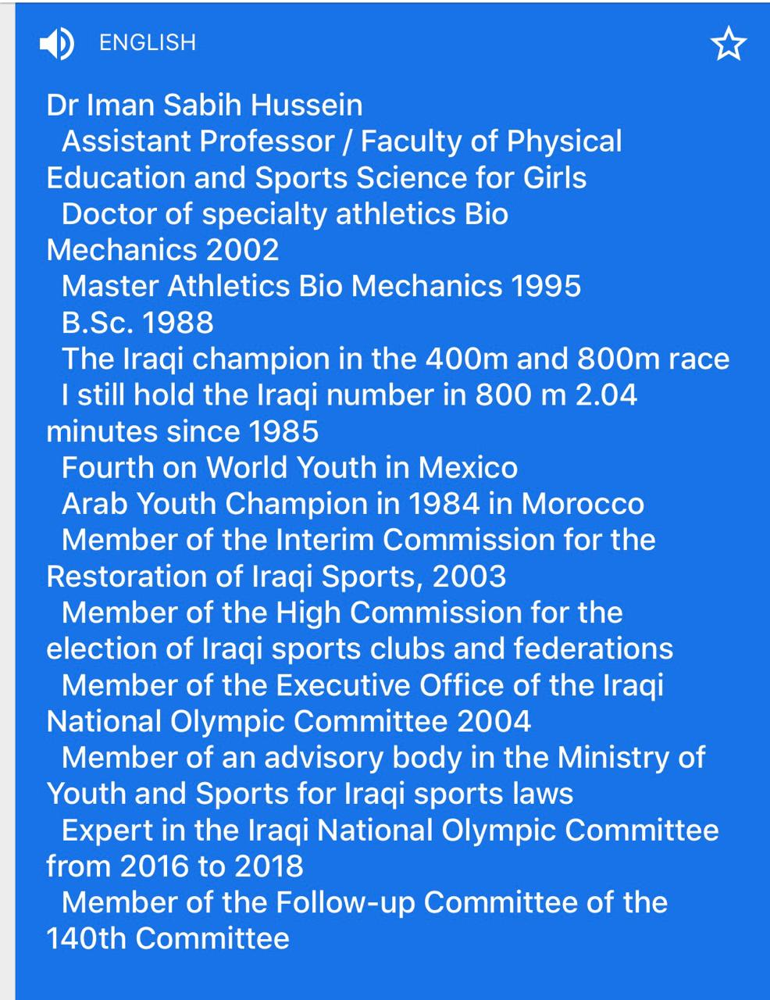 ENGLISH
Dr Iman Sabih Hussein
Assistant Professor / Faculty of Physical
Education and Sports Science for Girls
Doctor of specialty athletics Bio
Mechanics 2002
Master Athletics Bio Mechanics 1995
B.Sc. 1988
The Iraqi champion in the 400m and 800m race
I still hold the Iraqi number in 800 m 2.04
minutes since 1985
Fourth on World Youth in Mexico
Arab Youth Champion in 1984 in Morocco
Member of the Interim Commission for the
Restoration of Iraqi Sports, 2003
Member of the High Commission for the
election of Iraqi sports clubs and federations
Member of the Executive Office of the Iraqi
National Olympic Committee 2004
Member of an advisory body in the Ministry of
Youth and Sports for Iraqi sports laws
Expert in the Iraqi National Olympic Committee
from 2016 to 2018
Member of the Follow-up Committee of the
140th Committee